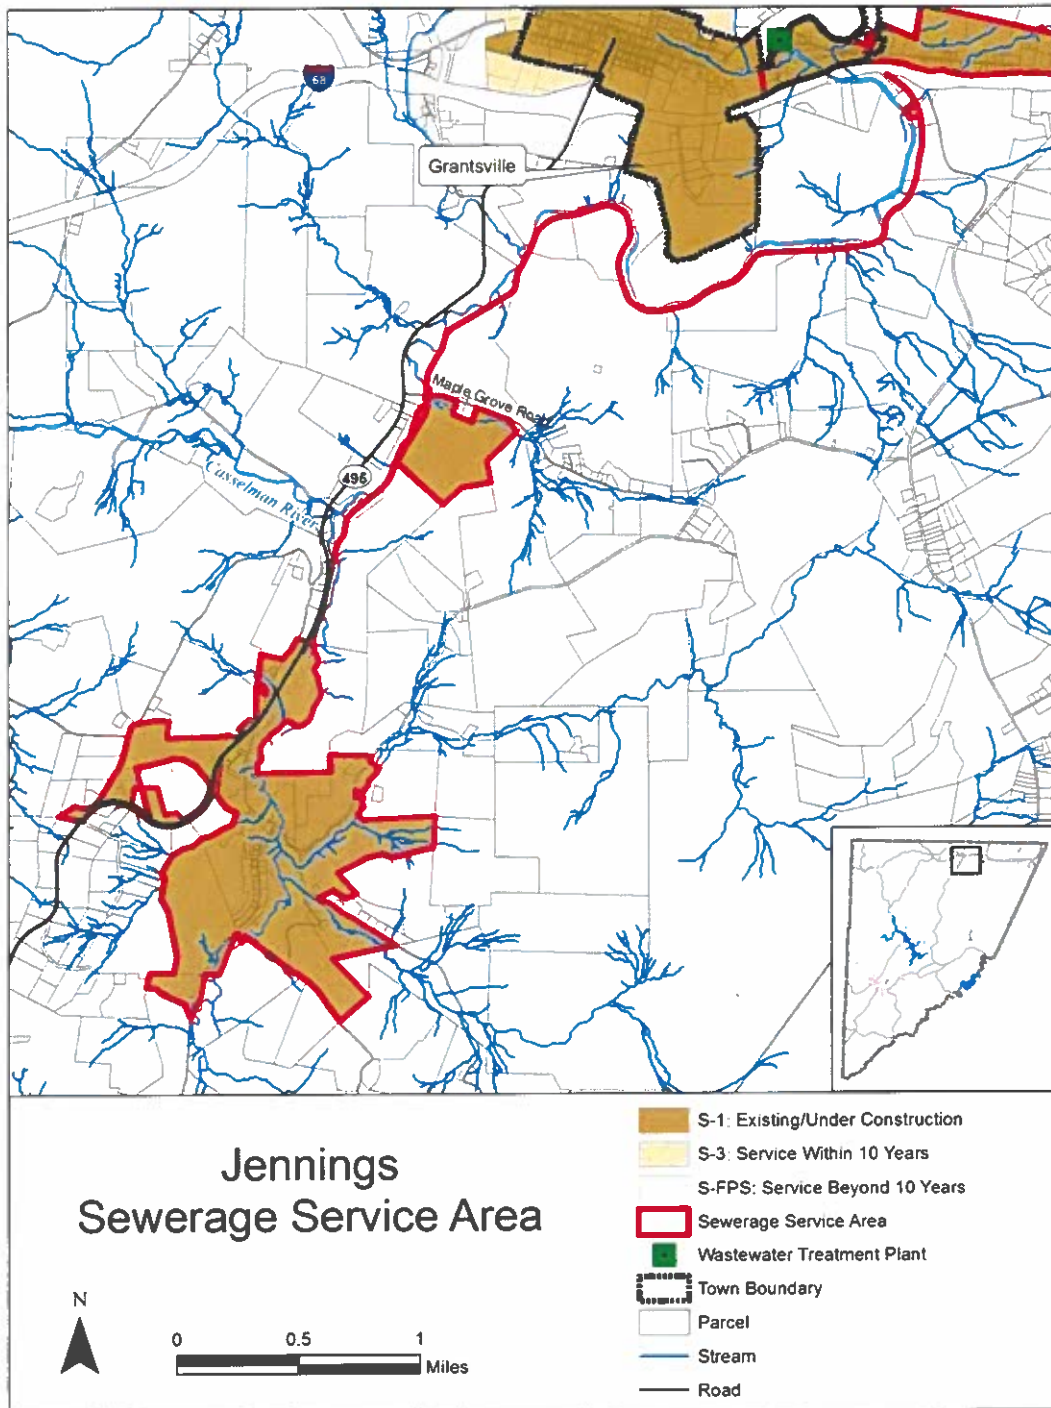 68
Grantsville
Maple Grove Road
495
Casselman River
Jennings
Sewerage Service Area
N
0 0.5 1
Miles
S-1: Existing/Under Construction
S-3: Service Within 10 Years
S-FPS: Service Beyond 10 Years
Sewerage Service Area
Wastewater Treatment Plant
Town Boundary
Parcel
Stream
Road